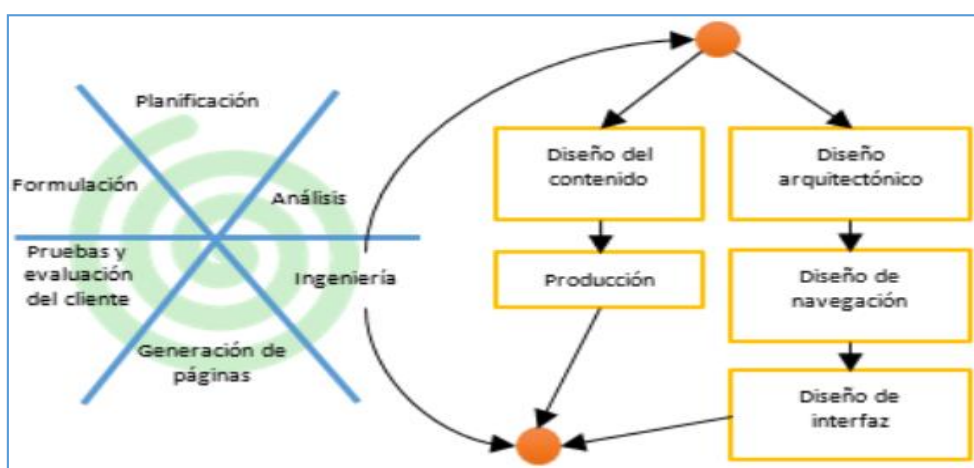 Planificación
Formulación
Análisis
Pruebas y
evaluación
del cliente
Ingeniería
Generación de
páginas
Diseño del
contenido
Producción
Diseño
arquitectónico
Diseño de
navegación
Diseño de
interfaz